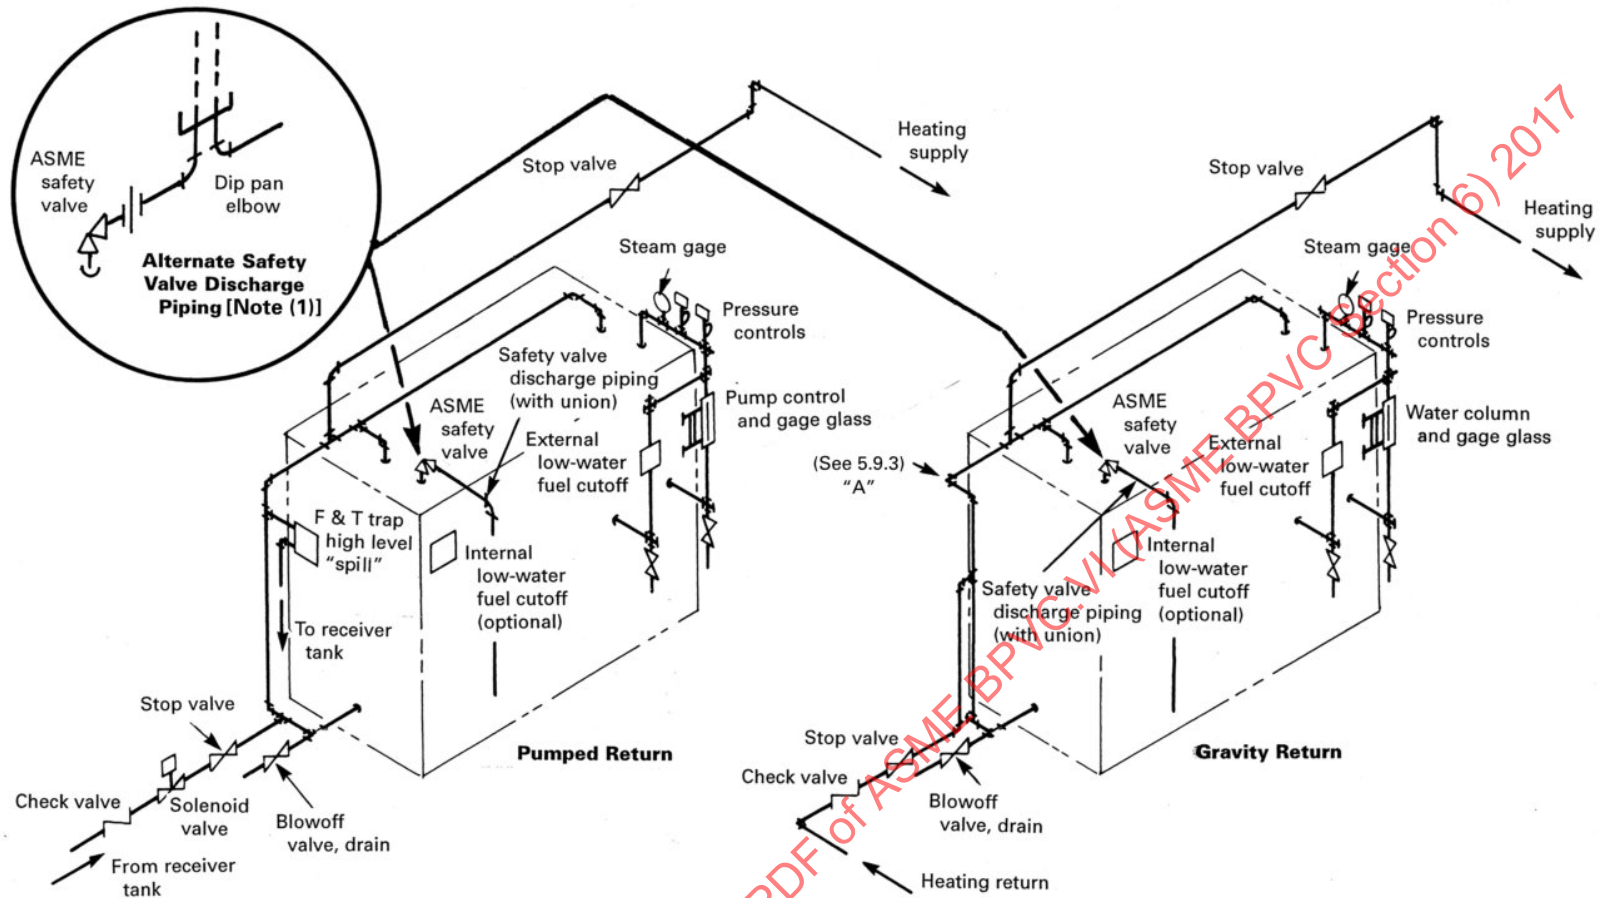 ASME
safety
valve
Dip pan
elbow
Alternate Safety
Valve Discharge
Piping [Note (1)]
Stop valve
Heating
supply
Steam gage
Pressure
controls
Safety valve
discharge piping
(with union)
ASME
safety
valve
External
low-water
fuel cutoff
Pump control
and gage glass
F & T trap
high level
"spill"
Internal
low-water
fuel cutoff
(optional)
To receiver
tank
Stop valve
Pumped Return
Check valve
Solenoid
valve
Blowoff
valve, drain
From receiver
tank
Stop valve
Heating
supply
Steam gage
Pressure
controls
ASME
safety
valve
External
low-water
fuel cutoff
Water column
and gage glass
(See 5.9.3)
"A"
Internal
low-water
fuel cutoff
(optional)
Safety valve
discharge piping
(with union)
Stop valve
Gravity Return
Check valve
Blowoff
valve, drain
Heating return
PDF of ASME BPVC.VI (ASME BPVC Section 6) 2017